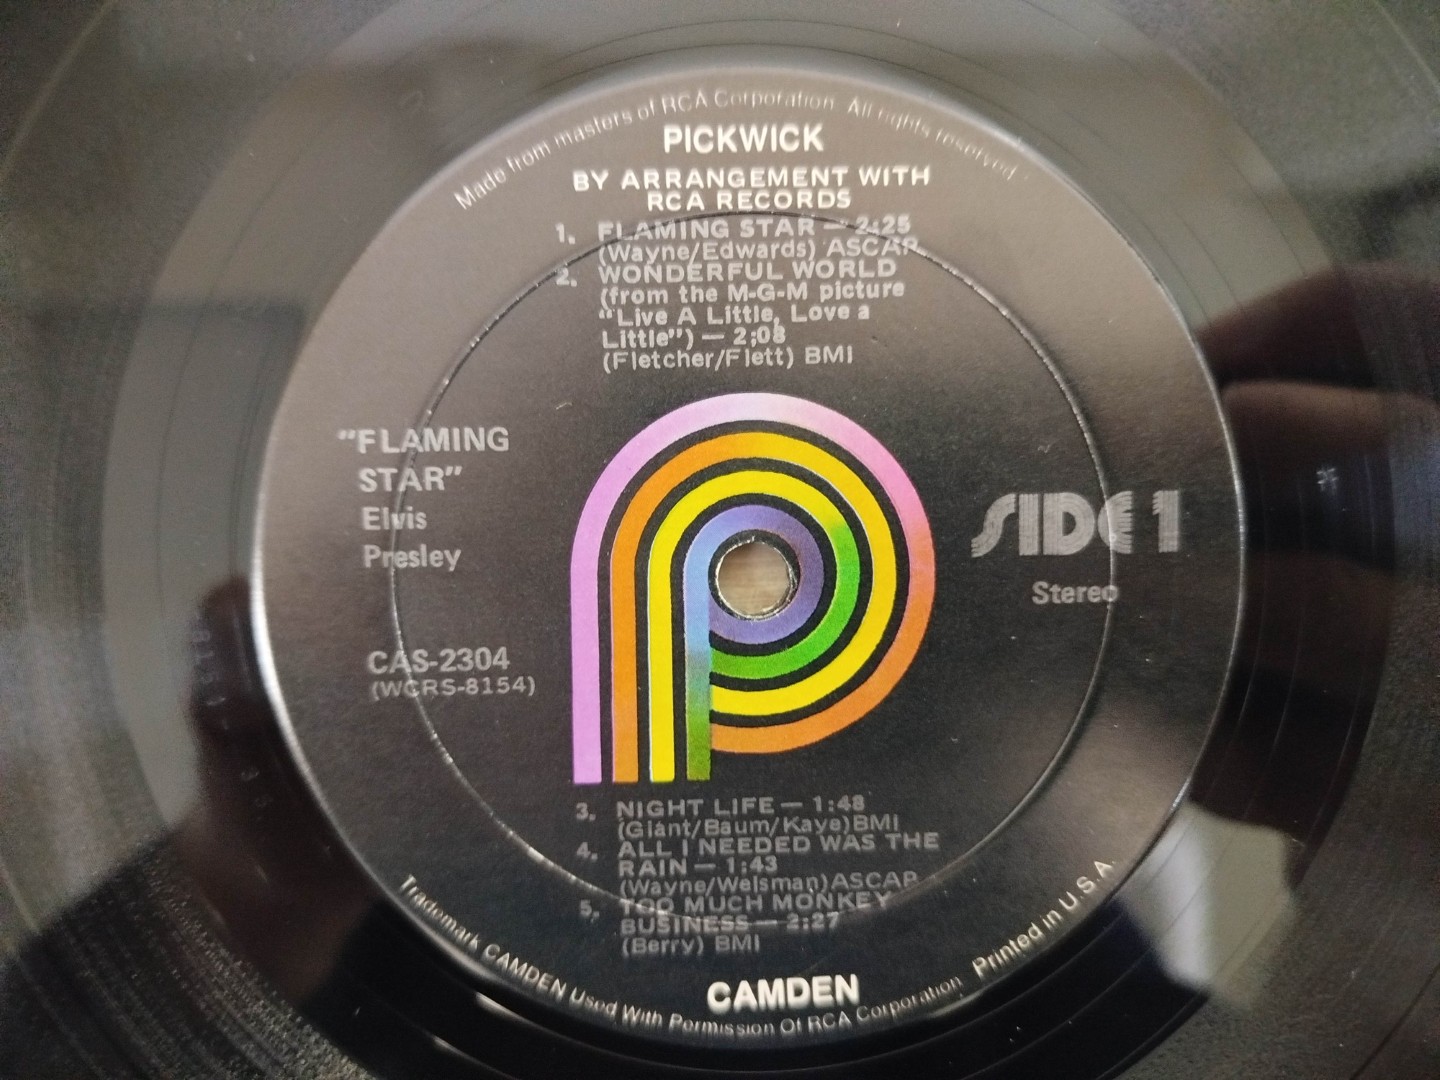 Made from masters of RCA Corporation All rights reserved
PICKWICK
BY ARRANGEMENT WITH
RCA RECORDS
1. FLAMING STAR — 2:25
(Wayne/Edwards) ASCAP
2. WONDERFUL WORLD
(from the M-G-M picture
"Live A Little, Love a
Little") — 2;08
(Fletcher/Flett) BMI
"FLAMING
STAR"
Elvis
Presley
CAS-2304
(WCRS-8154)
SIDE 1
Stereo
3. NIGHT LIFE — 1:48
(Giant/Baum/Kaye)BMI
4. ALL I NEEDED WAS THE
RAIN — 1:43
(Wayne/Weisman)ASCAP
5. TOO MUCH MONKEY
BUSINESS — 2:27
(Berry) BMI
CAMDEN
Trademark CAMDEN Used With Permission Of RCA Corporation Printed in U.S.A.